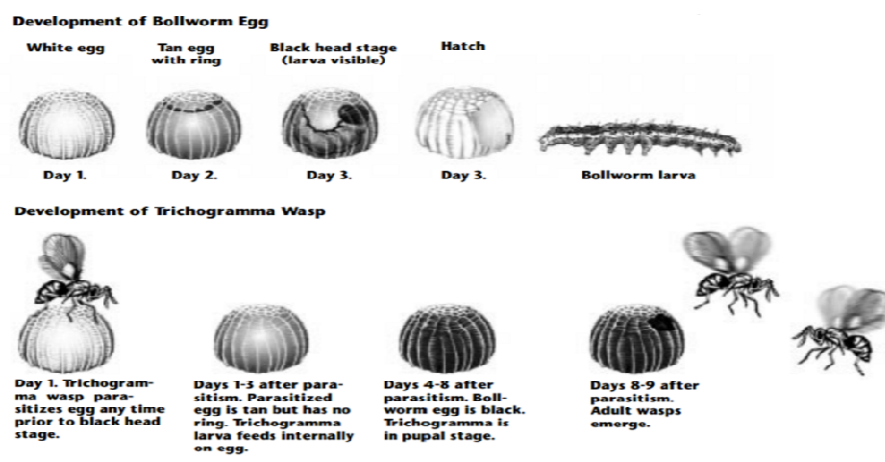 Development of Bollworm Egg
White egg
Tan egg
with ring
Black head stage
(larva visible)
Hatch
Day 1.
Day 2.
Day 3.
Day 3.
Bollworm larva
Development of Trichogramma Wasp
Day 1. Trichogram-
ma wasp para-
sitizes egg any time
prior to black head
stage.
Days 1-3 after para-
sitism. Parasitized
egg is tan but has no
ring. Trichogramma
larva feeds internally
on egg.
Days 4-8 after
parasitism. Boll-
worm egg is black.
Trichogramma is
in pupal stage.
Days 8-9 after
parasitism.
Adult wasps
emerge.